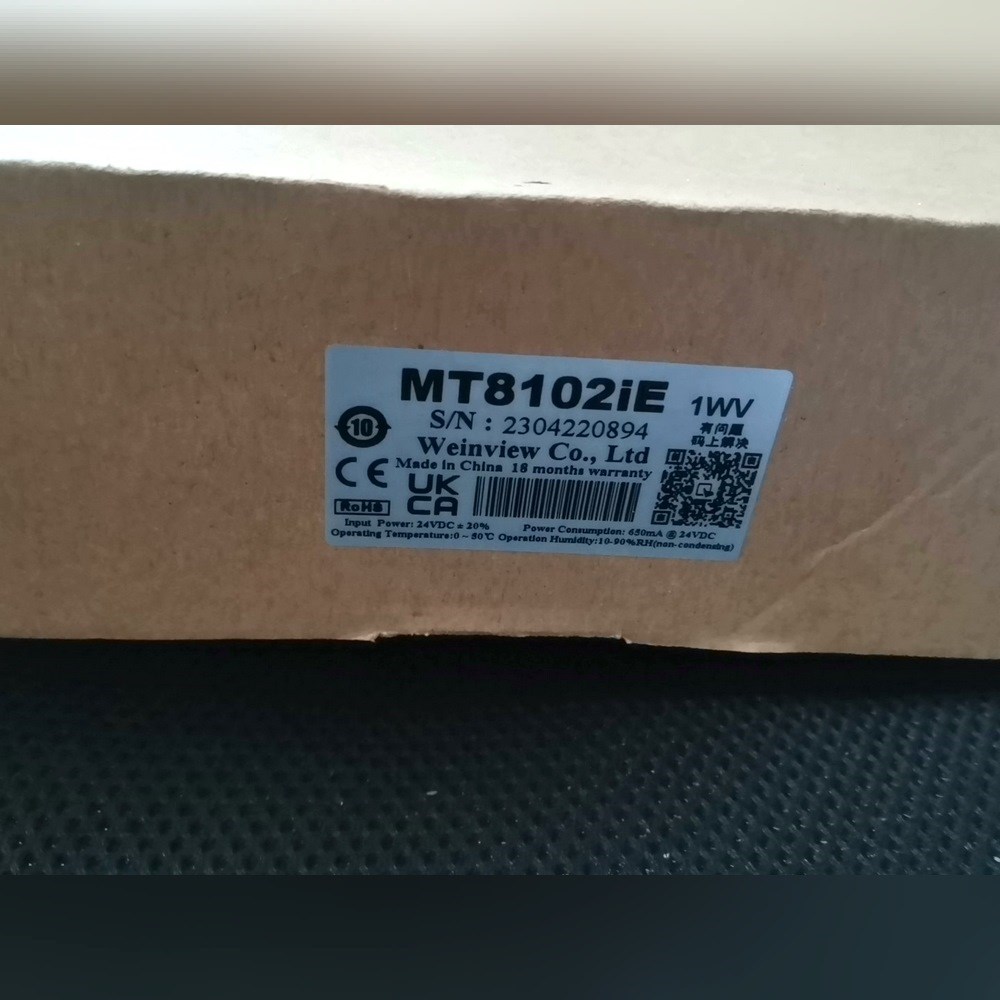 MT8102iE 1WV
S/N : 2304220894
有问题
码上解决
10
Weinview Co., Ltd
Made in China 18 months warranty
CE
UK
CA
RoHS
Input Power: 24VDC ± 20% Power Consumption: 650mA @ 24VDC
Operating Temperature:0 ~ 50℃ Operation Humidity:10-90%RH(non-condensing)